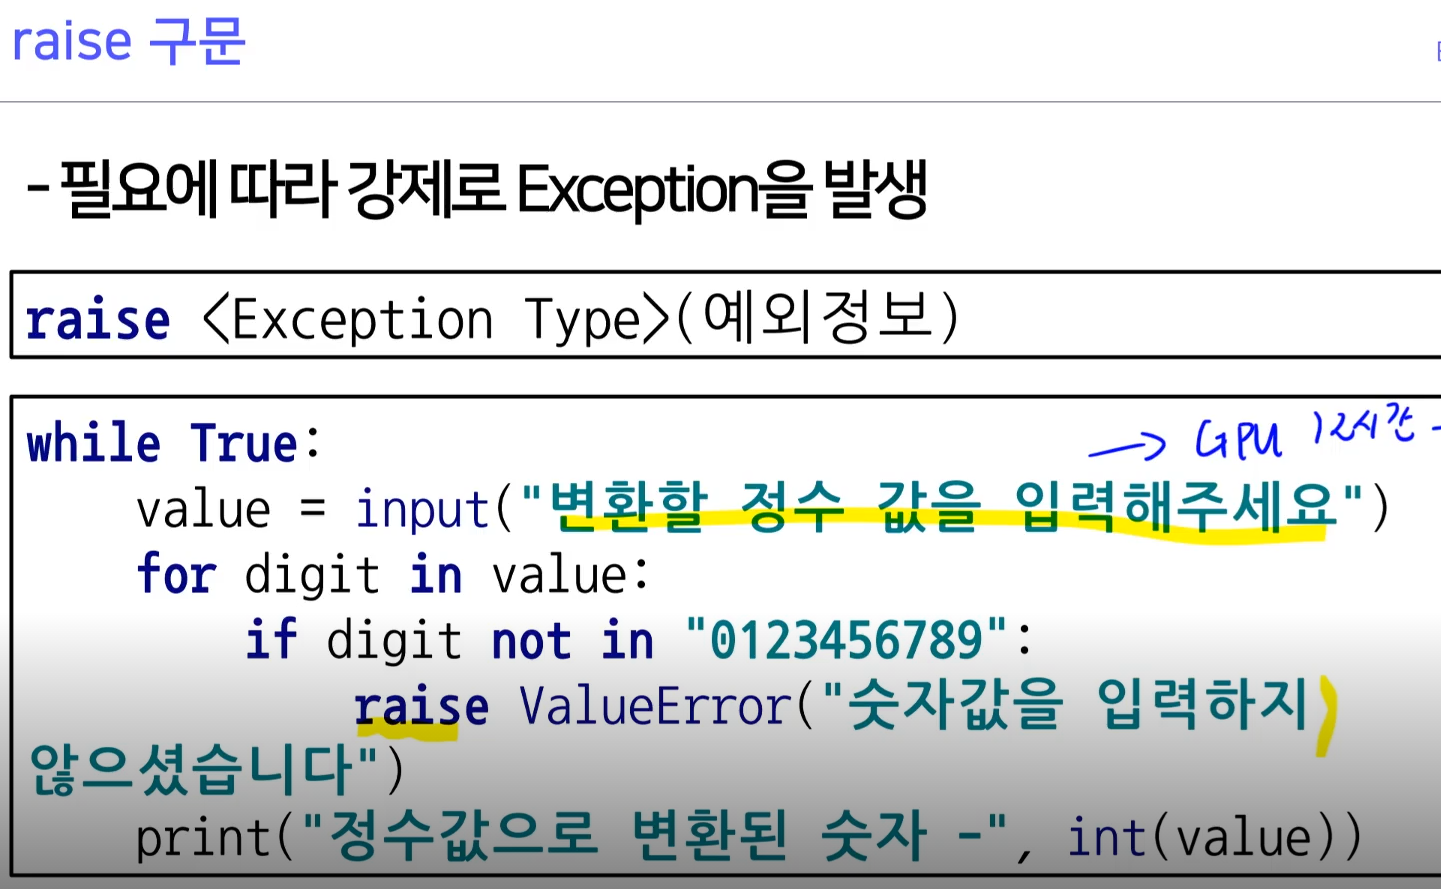 raise 구문
- 필요에 따라 강제로 Exception을 발생
raise <Exception Type>(예외정보)
while True:
→ GPU 12시간
value = input("변환할 정수 값을 입력해주세요")
for digit in value:
if digit not in "0123456789":
raise ValueError("숫자값을 입력하지
않으셨습니다")
print("정수값으로 변환된 숫자 -", int(value))